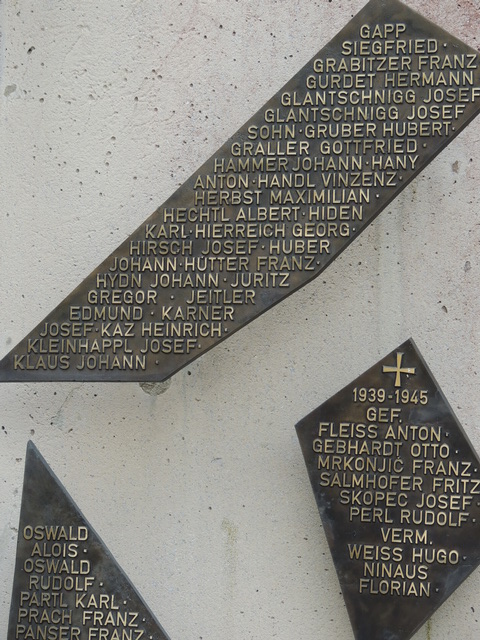 GAPP
SIEGFRIED ·
GRABITZER FRANZ
GURDET HERMANN
GLANTSCHNIGG JOSEF
GLANTSCHNIGG JOSEF
SOHN · GRUBER HUBERT ·
GRALLER GOTTFRIED ·
HAMMER JOHANN · HANY
ANTON · HANDL VINZENZ ·
HERBST MAXIMILIAN ·
HECHTL ALBERT · HIDEN
KARL · HIERREICH GEORG ·
HIRSCH JOSEF · HUBER
JOHANN · HÜTTER FRANZ ·
HYDN JOHANN · JURITZ
GREGOR · JEITLER
EDMUND · KARNER
JOSEF · KAZ HEINRICH ·
KLEINHAPPL JOSEF ·
KLAUS JOHANN ·
1939-1945
GEF.
FLEISS ANTON ·
GEBHARDT OTTO ·
MRKONJIĆ FRANZ ·
SALMHOFER FRITZ
SKOPEC JOSEF ·
PERL RUDOLF ·
VERM.
WEISS HUGO ·
NINAUS
FLORIAN ·
OSWALD
ALOIS ·
OSWALD
RUDOLF ·
PARTL KARL ·
PRACH FRANZ ·
PANSER FRANZ ·